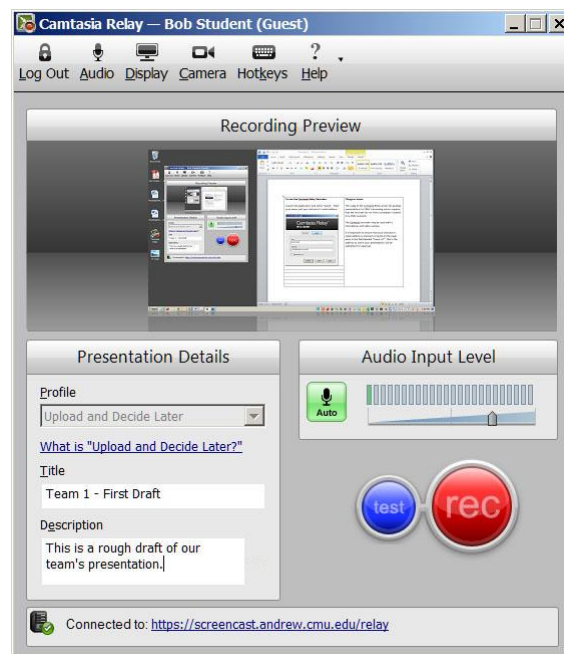 Camtasia Relay — Bob Student (Guest)
Log Out Audio Display Camera Hotkeys Help
Recording Preview
Presentation Details
Profile
Upload and Decide Later
What is "Upload and Decide Later?"
Title
Team 1 - First Draft
Description
This is a rough draft of our
team's presentation.
Audio Input Level
Auto
test rec
Connected to: https://screencast.andrew.cmu.edu/relay